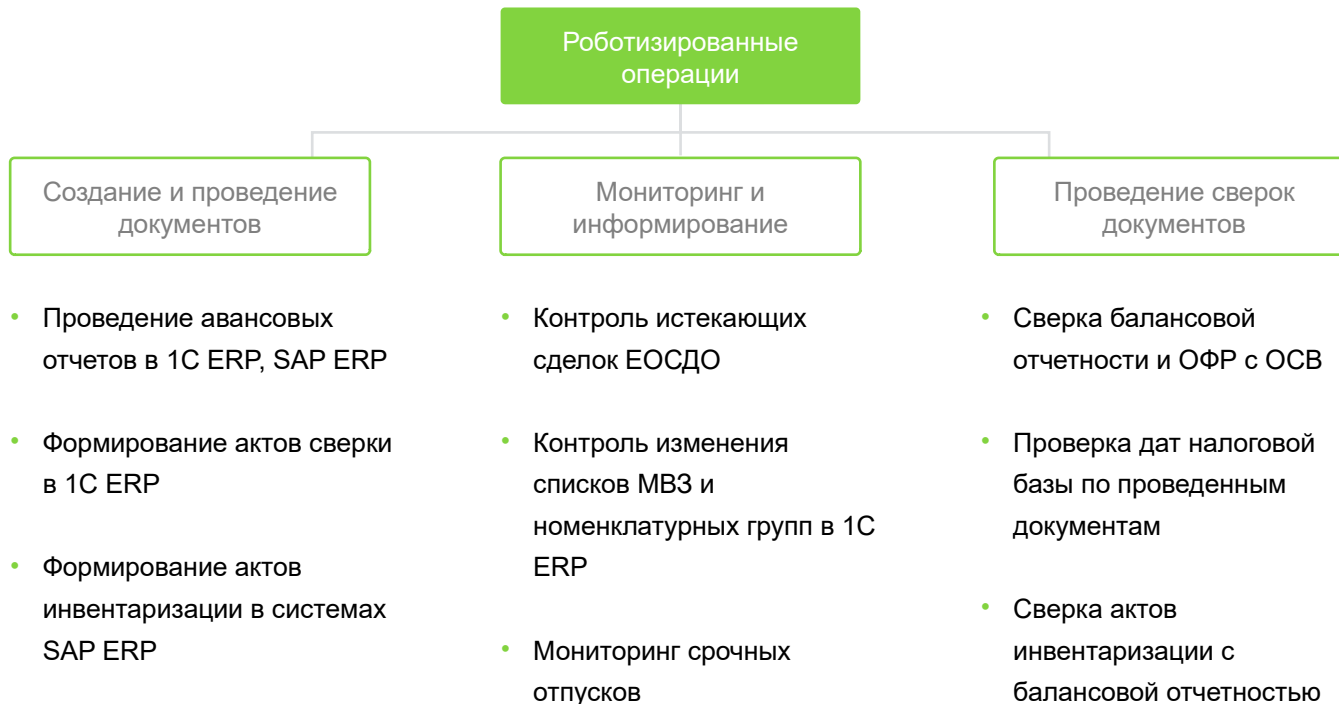 Роботизированные
операции
Создание и проведение
документов
Мониторинг и
информирование
Проведение сверок
документов
• Проведение авансовых
отчетов в 1С ERP, SAP ERP
• Формирование актов сверки
в 1С ERP
• Формирование актов
инвентаризации в системах
SAP ERP
• Контроль истекающих
сделок ЕОСДО
• Контроль изменения
списков МВЗ и
номенклатурных групп в 1С
ERP
• Мониторинг срочных
отпусков
• Сверка балансовой
отчетности и ОФР с ОСВ
• Проверка дат налоговой
базы по проведенным
документам
• Сверка актов
инвентаризации с
балансовой отчетностью